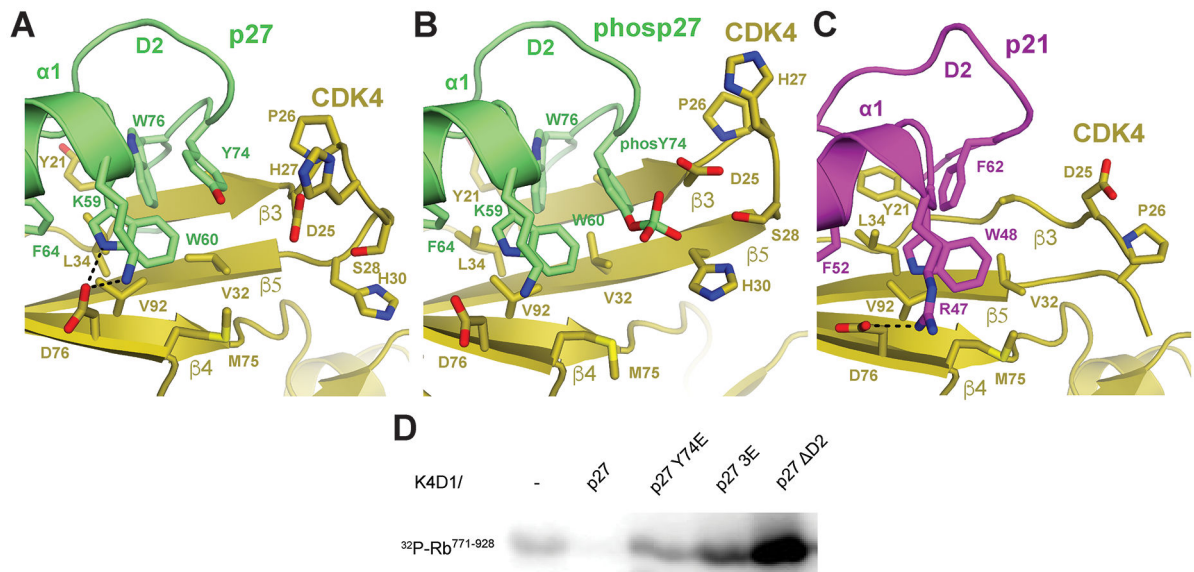 A
p27
D2
α1
CDK4
W76
P26
Y74
Y21
H27
K59
β3
D25
F64
W60
L34
S28
β5
H30
V92
V32
D76
M75
β4
B
phosp27
D2
CDK4
α1
H27
P26
W76
phosY74
Y21
D25
K59
β3
W60
F64
S28
L34
β5
H30
V32
V92
D76
M75
β4
C
p21
D2
α1
CDK4
F62
D25
Y21
P26
L34
β3
W48
F52
V92
V32
β5
R47
D76
M75
β4
D
K4D1/ - p27 p27 Y74E p27 3E p27 ΔD2
³²P-Rb⁷⁷¹⁻⁹²⁸